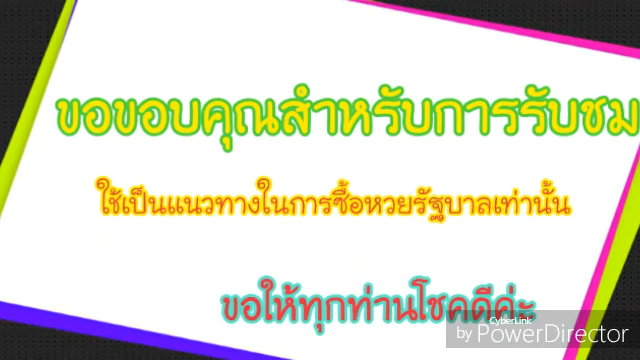 ขอขอบคุณสำหรับการรับชม
ใช้เป็นแนวทางในการซื้อหวยรัฐบาลเท่านั้น
ขอให้ทุกท่านโชคดีค่ะ
CyberLink
by PowerDirector